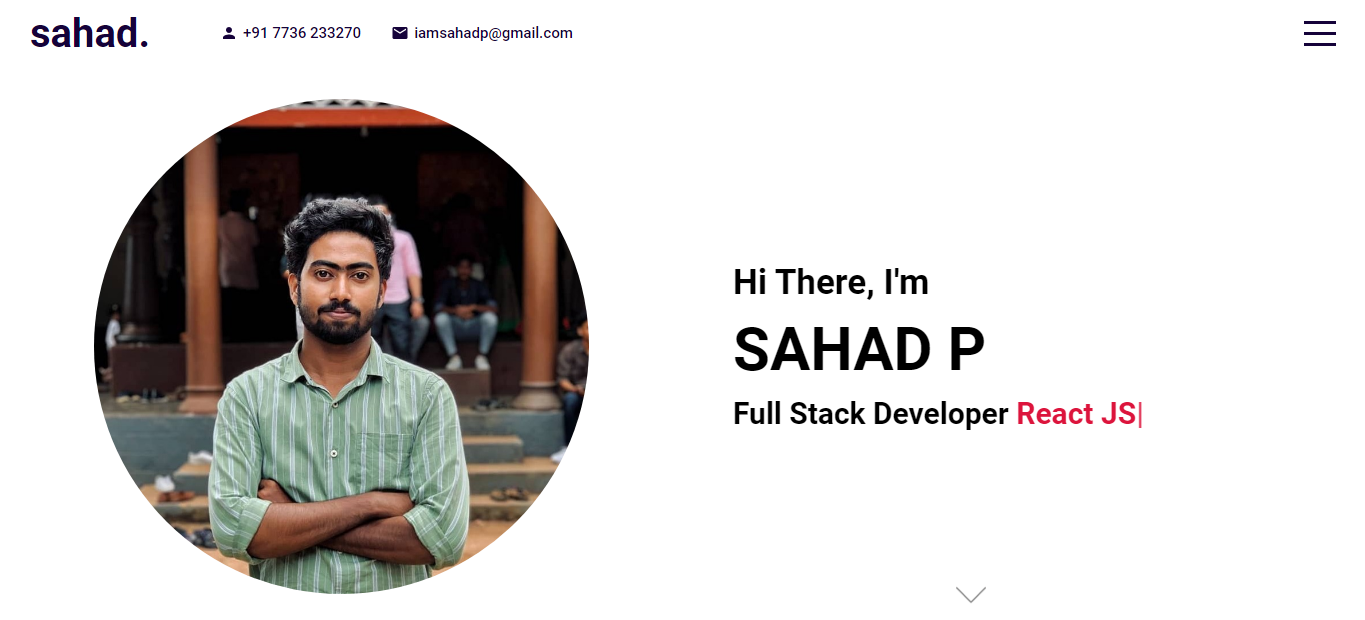 sahad.
+91 7736 233270
iamsahadp@gmail.com
Hi There, I'm
SAHAD P
Full Stack Developer React JS|